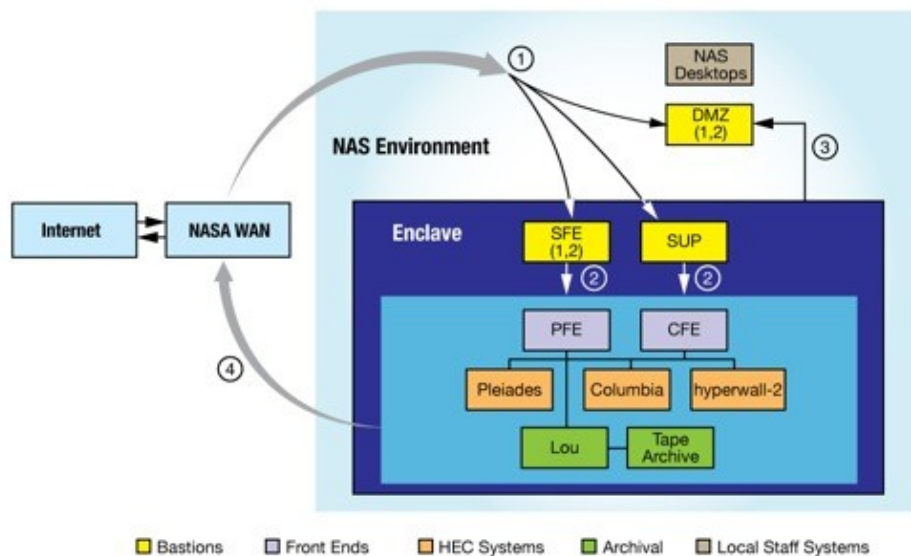 1
NAS
Desktops
DMZ
(1,2)
NAS Environment
3
Internet
NASA WAN
Enclave
SFE
(1,2)
SUP
2
2
PFE
CFE
4
Pleiades
Columbia
hyperwall-2
Lou
Tape
Archive
Bastions
Front Ends
HEC Systems
Archival
Local Staff Systems